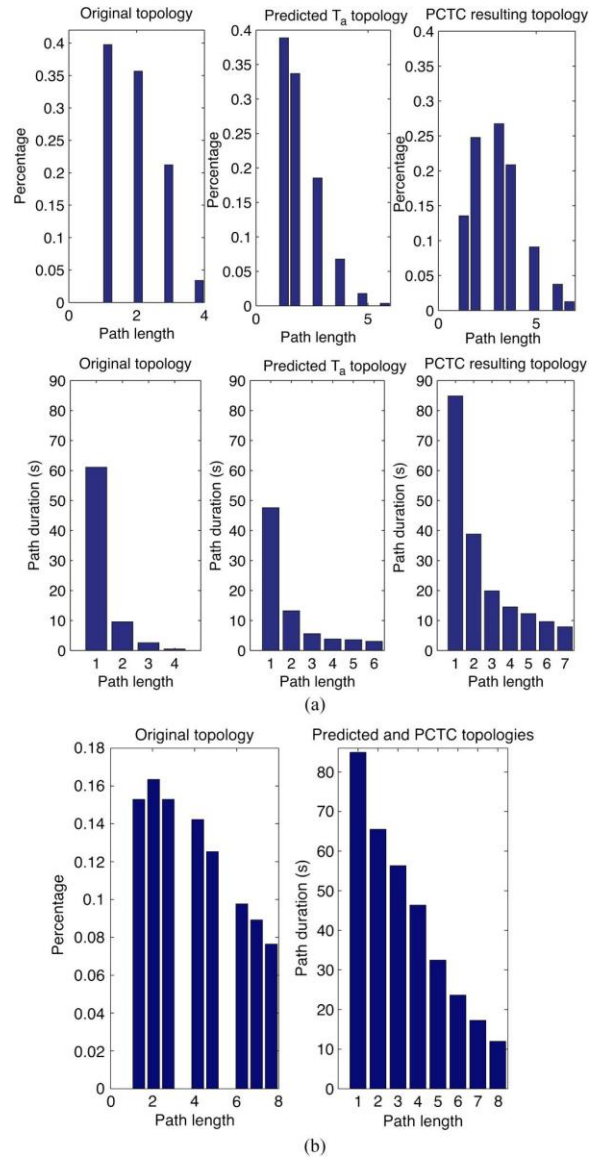 Original topology
Predicted Ta topology
PCTC resulting topology
0.4
0.35
0.3
0.25
0.2
0.15
0.1
0.05
0
Percentage
0 2 4
Path length
0.4
0.35
0.3
0.25
0.2
0.15
0.1
0.05
0
Percentage
0 5
Path length
0.4
0.35
0.3
0.25
0.2
0.15
0.1
0.05
0
Percentage
0 5
Path length
Original topology
Predicted Ta topology
PCTC resulting topology
90
80
70
60
50
40
30
20
10
0
Path duration (s)
1 2 3 4
Path length
90
80
70
60
50
40
30
20
10
0
Path duration (s)
1 2 3 4 5 6
Path length
90
80
70
60
50
40
30
20
10
0
Path duration (s)
1 2 3 4 5 6 7
Path length
(a)
Original topology
Predicted and PCTC topologies
0.18
0.16
0.14
0.12
0.1
0.08
0.06
0.04
0.02
0
Percentage
0 2 4 6 8
Path length
80
70
60
50
40
30
20
10
0
Path duration (s)
1 2 3 4 5 6 7 8
Path length
(b)